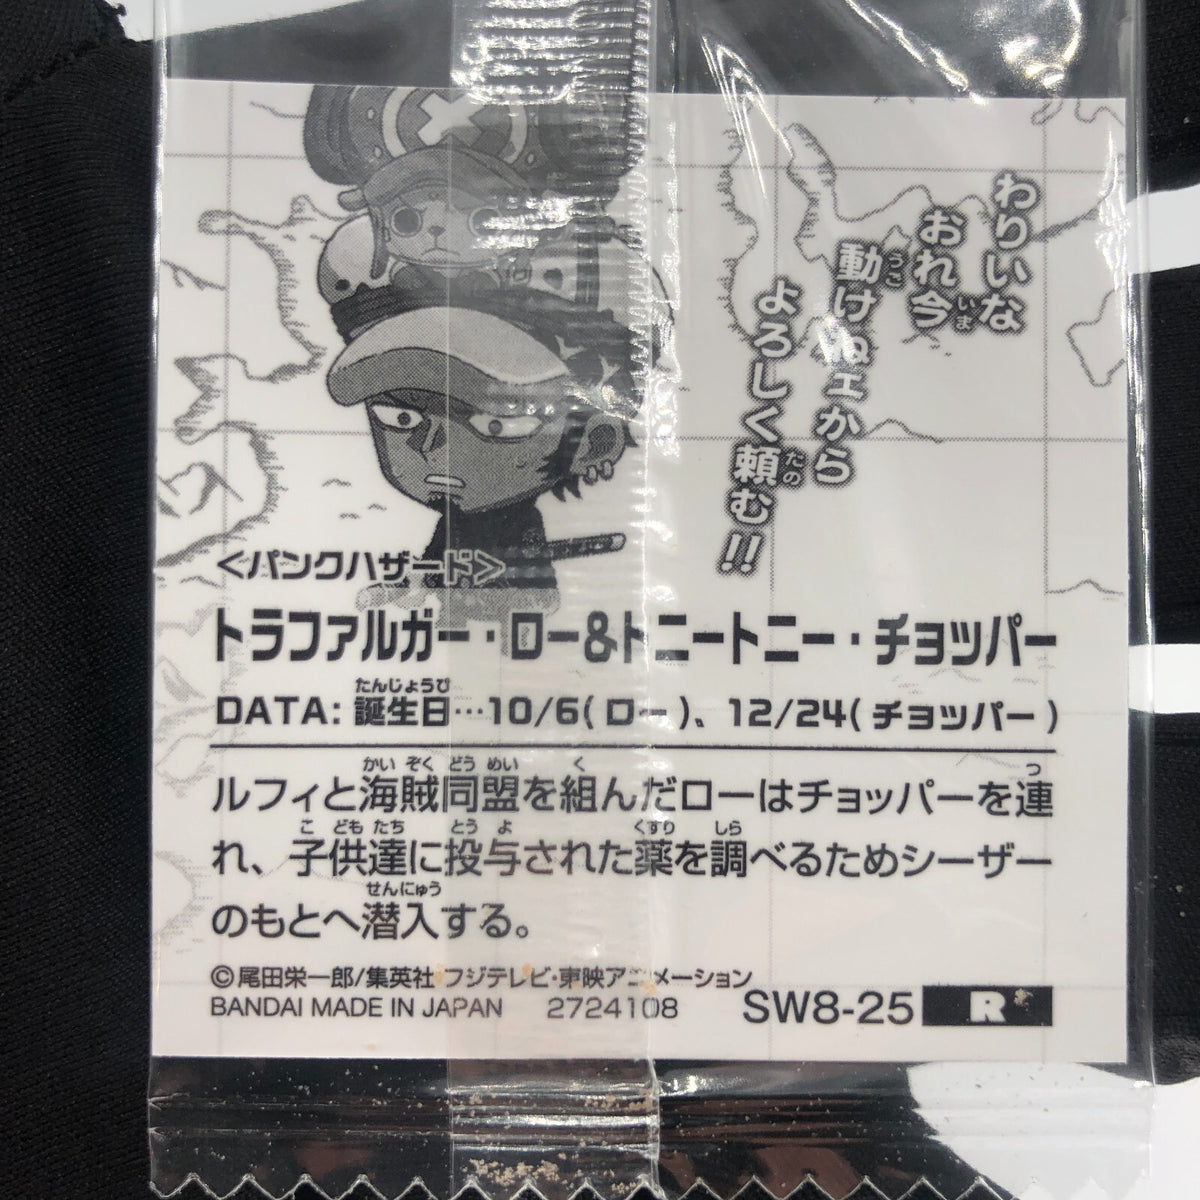 わりいな
おれ今
動けねェから
よろしく頼む!!
<パンクハザード>
トラファルガー・ロー&トニートニー・チョッパー
DATA: 誕生日…10/6(ロー)、12/24(チョッパー)
ルフィと海賊同盟を組んだローはチョッパーを連
れ、子供達に投与された薬を調べるためシーザー
のもとへ潜入する。
©尾田栄一郎/集英社・フジテレビ・東映アニメーション
BANDAI MADE IN JAPAN 2724108
SW8-25 R